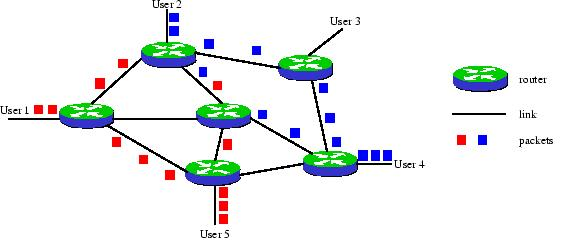 User 2
User 3
router
User 1
link
packets
User 4
User 5